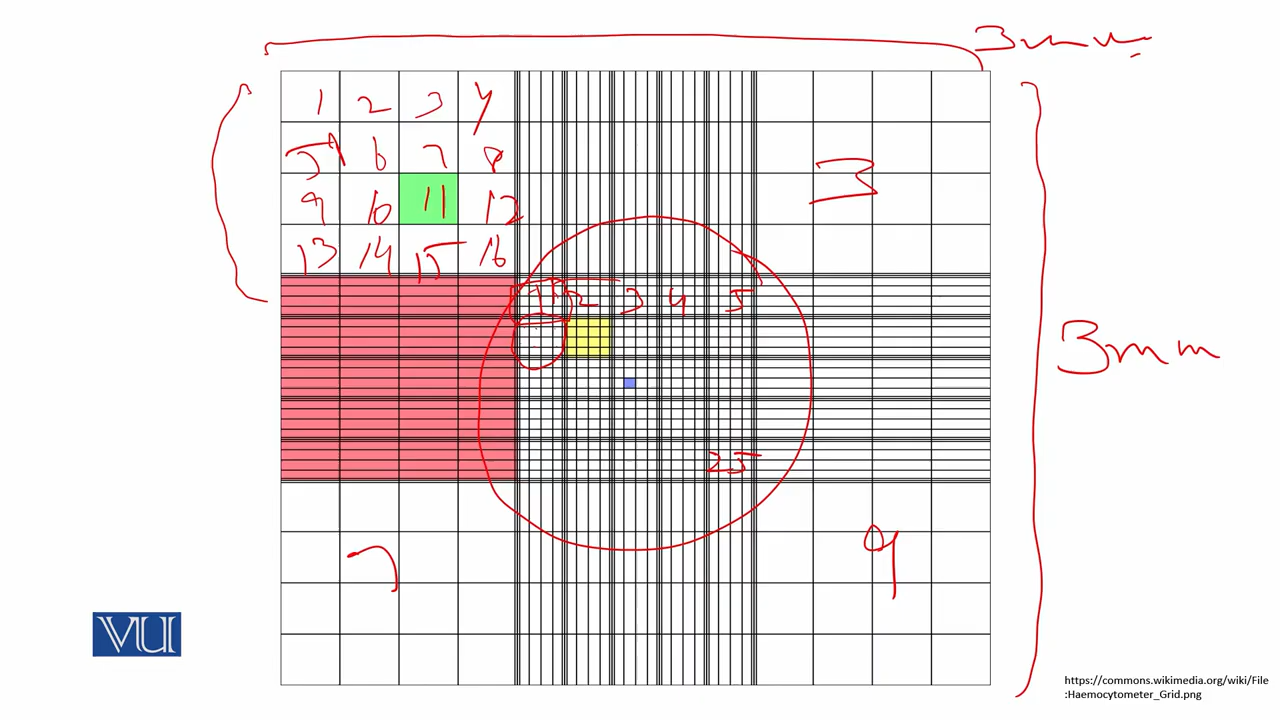 3mm
1 2 3 4
5 6 7 8
3
9 10 11 12
13 14 15 16
1 2 3 4 5
3mm
25
7
9
VU
https://commons.wikimedia.org/wiki/File
:Haemocytometer_Grid.png